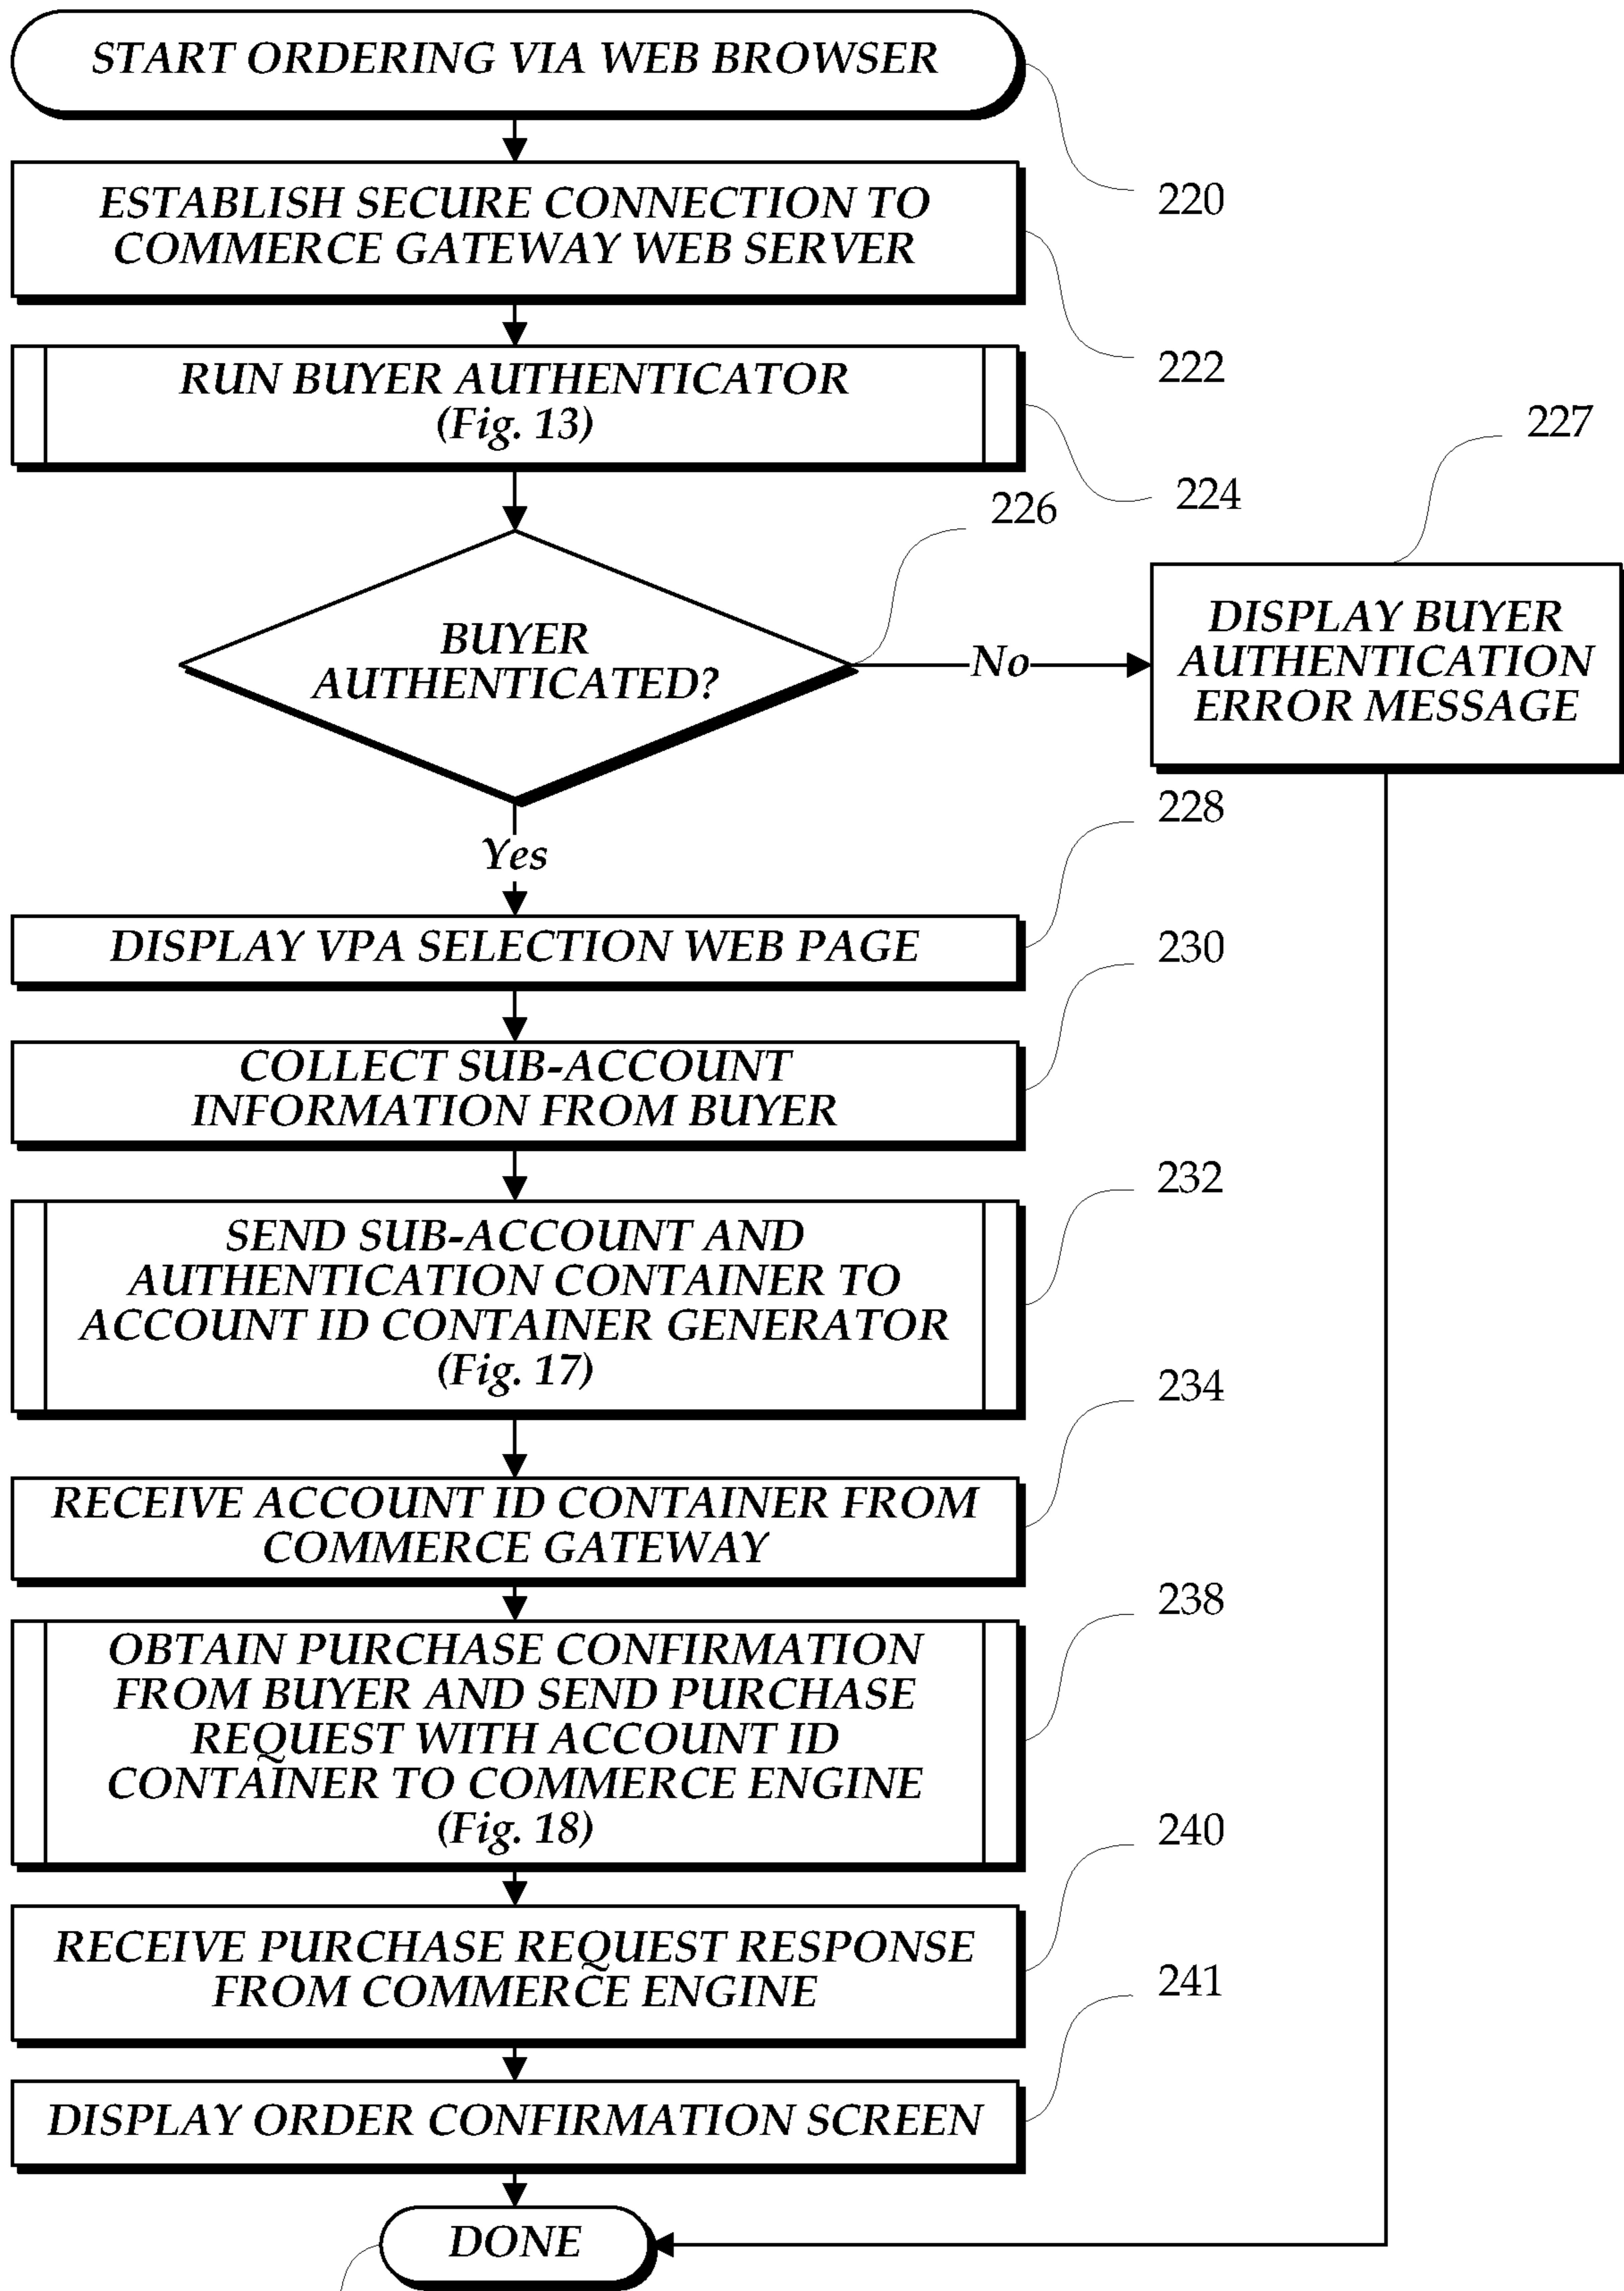 START ORDERING VIA WEB BROWSER
220
ESTABLISH SECURE CONNECTION TO
COMMERCE GATEWAY WEB SERVER
222
RUN BUYER AUTHENTICATOR
(Fig. 13)
224
226
227
BUYER
AUTHENTICATED?
No
DISPLAY BUYER
AUTHENTICATION
ERROR MESSAGE
Yes
228
DISPLAY VPA SELECTION WEB PAGE
230
COLLECT SUB-ACCOUNT
INFORMATION FROM BUYER
232
SEND SUB-ACCOUNT AND
AUTHENTICATION CONTAINER TO
ACCOUNT ID CONTAINER GENERATOR
(Fig. 17)
234
RECEIVE ACCOUNT ID CONTAINER FROM
COMMERCE GATEWAY
238
OBTAIN PURCHASE CONFIRMATION
FROM BUYER AND SEND PURCHASE
REQUEST WITH ACCOUNT ID
CONTAINER TO COMMERCE ENGINE
(Fig. 18)
240
RECEIVE PURCHASE REQUEST RESPONSE
FROM COMMERCE ENGINE
241
DISPLAY ORDER CONFIRMATION SCREEN
DONE